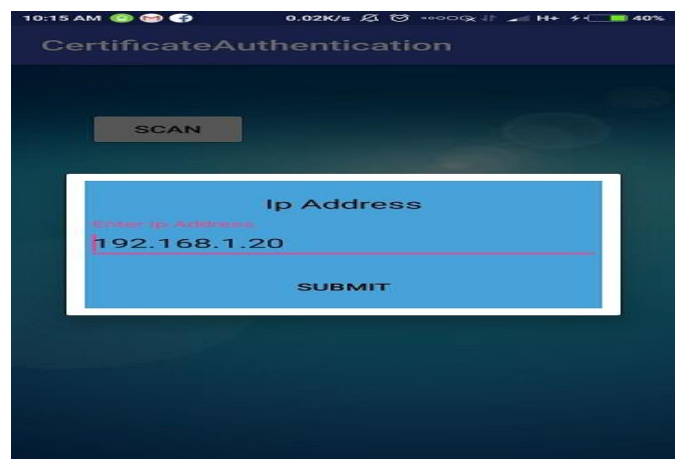 10:15 AM 0.02K/s H+ 40%
CertificateAuthentication
SCAN
Ip Address
Enter Ip Address
192.168.1.20
SUBMIT